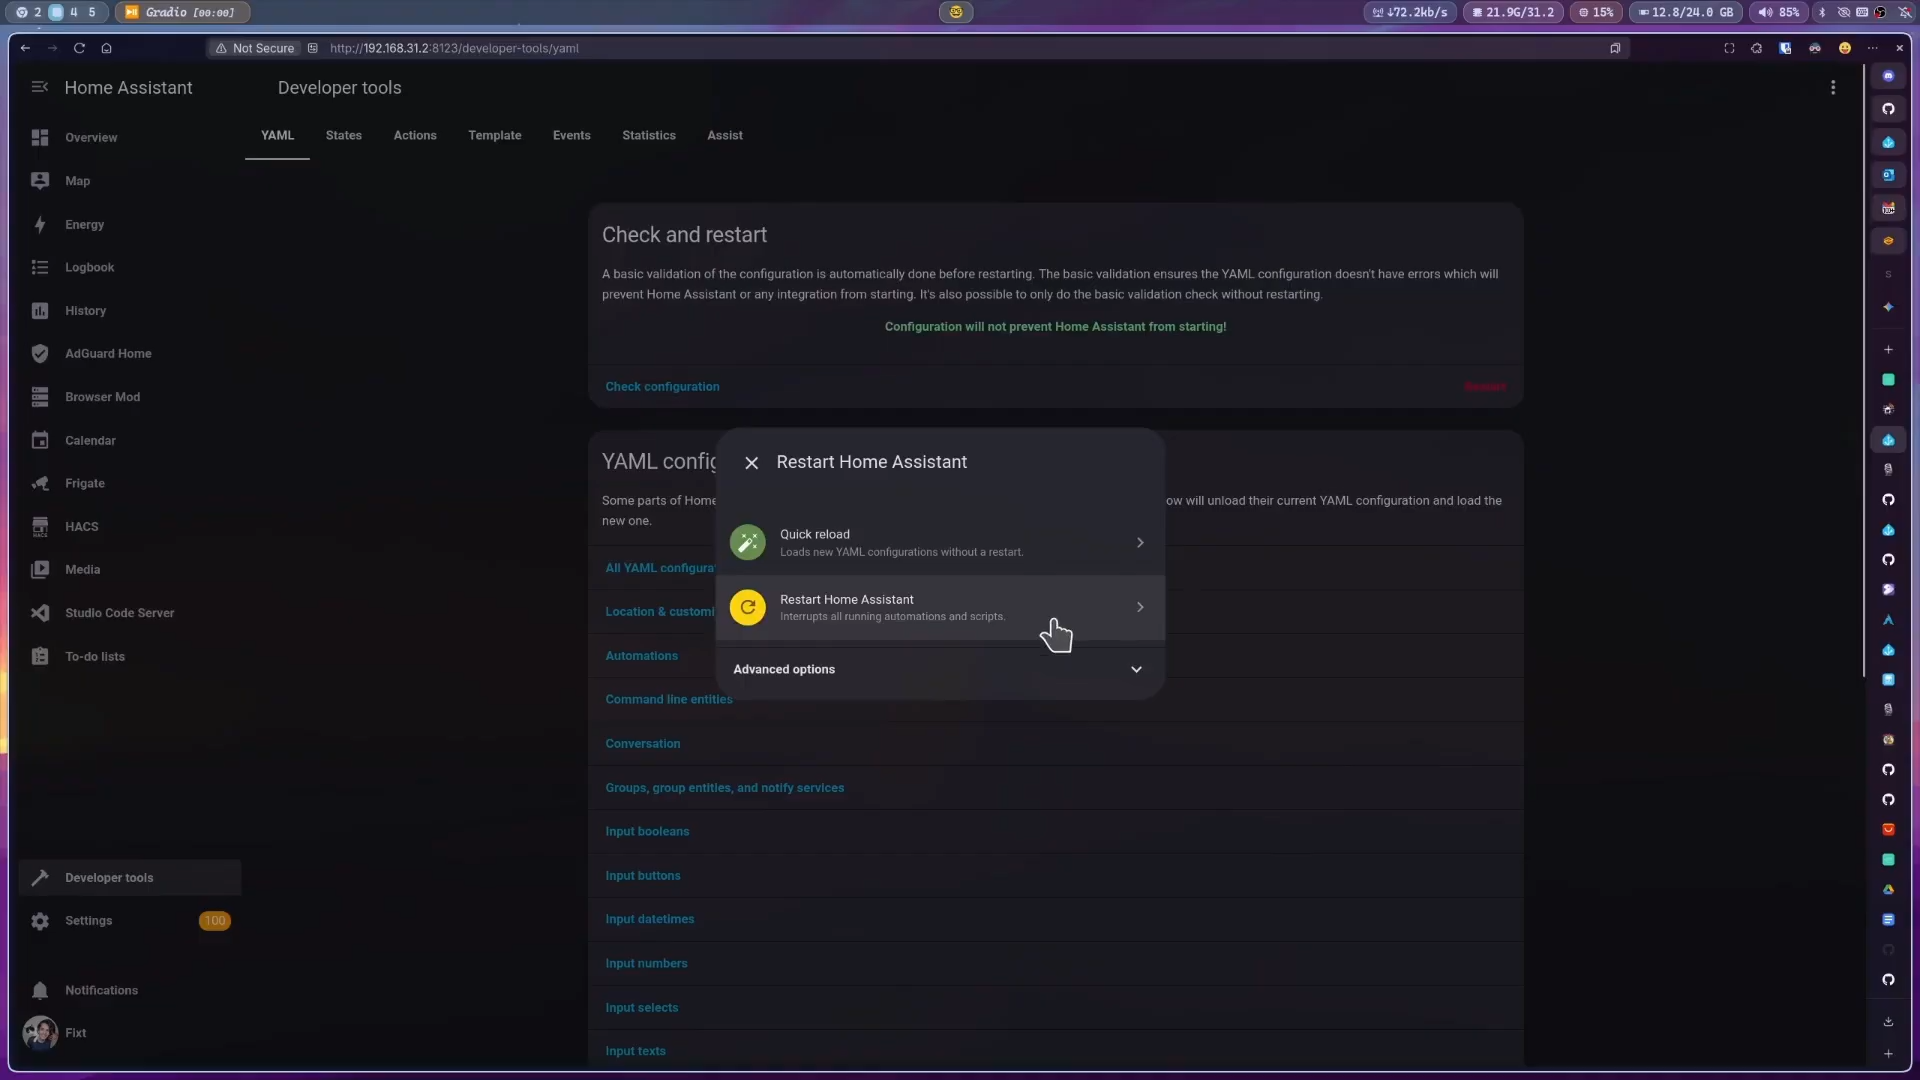 2 4 5
Gradio [00:00]
↓72.2kb/s
21.9G/31.2
15%
12.8/24.0 GB
85%
Not Secure
http://192.168.31.2:8123/developer-tools/yaml
Home Assistant
Developer tools
Overview
Map
Energy
Logbook
History
AdGuard Home
Browser Mod
Calendar
Frigate
HACS
Media
Studio Code Server
To-do lists
Developer tools
Settings
100
Notifications
Fixt
YAML
States
Actions
Template
Events
Statistics
Assist
Check and restart
A basic validation of the configuration is automatically done before restarting. The basic validation ensures the YAML configuration doesn't have errors which will
prevent Home Assistant or any integration from starting. It's also possible to only do the basic validation check without restarting.
Configuration will not prevent Home Assistant from starting!
Check configuration
Restart
YAML config
Some parts of Home
ow will unload their current YAML configuration and load the
new one.
All YAML configura
Location & customi
Automations
Command line entities
Conversation
Groups, group entities, and notify services
Input booleans
Input buttons
Input datetimes
Input numbers
Input selects
Input texts
Restart Home Assistant
Quick reload
Loads new YAML configurations without a restart.
Restart Home Assistant
Interrupts all running automations and scripts.
Advanced options